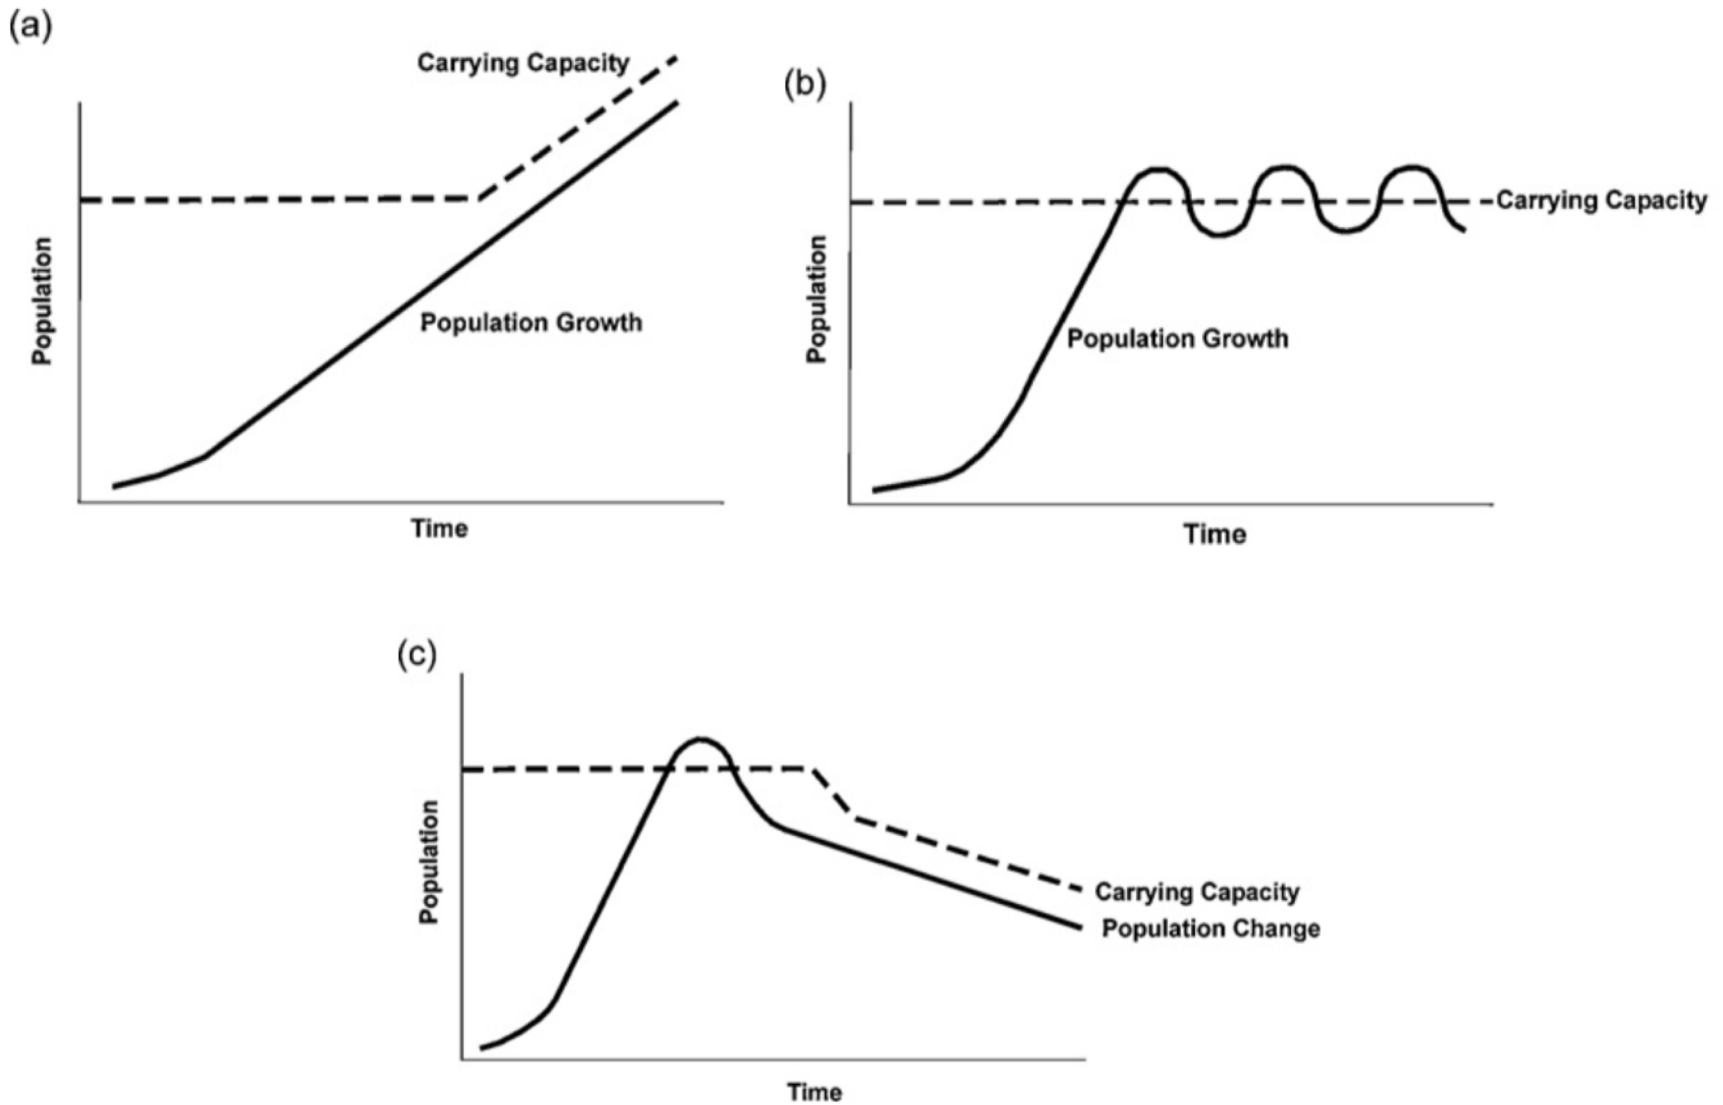 (a)
Carrying Capacity
Population
Population Growth
Time
(b)
Carrying Capacity
Population
Population Growth
Time
(c)
Population
Carrying Capacity
Population Change
Time